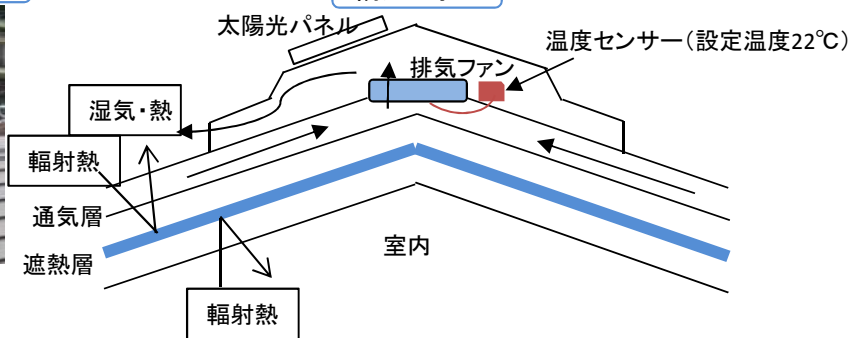 太陽光パネル
温度センサー(設定温度22℃)
排気ファン
湿気・熱
輻射熱
通気層
遮熱層
室内
輻射熱